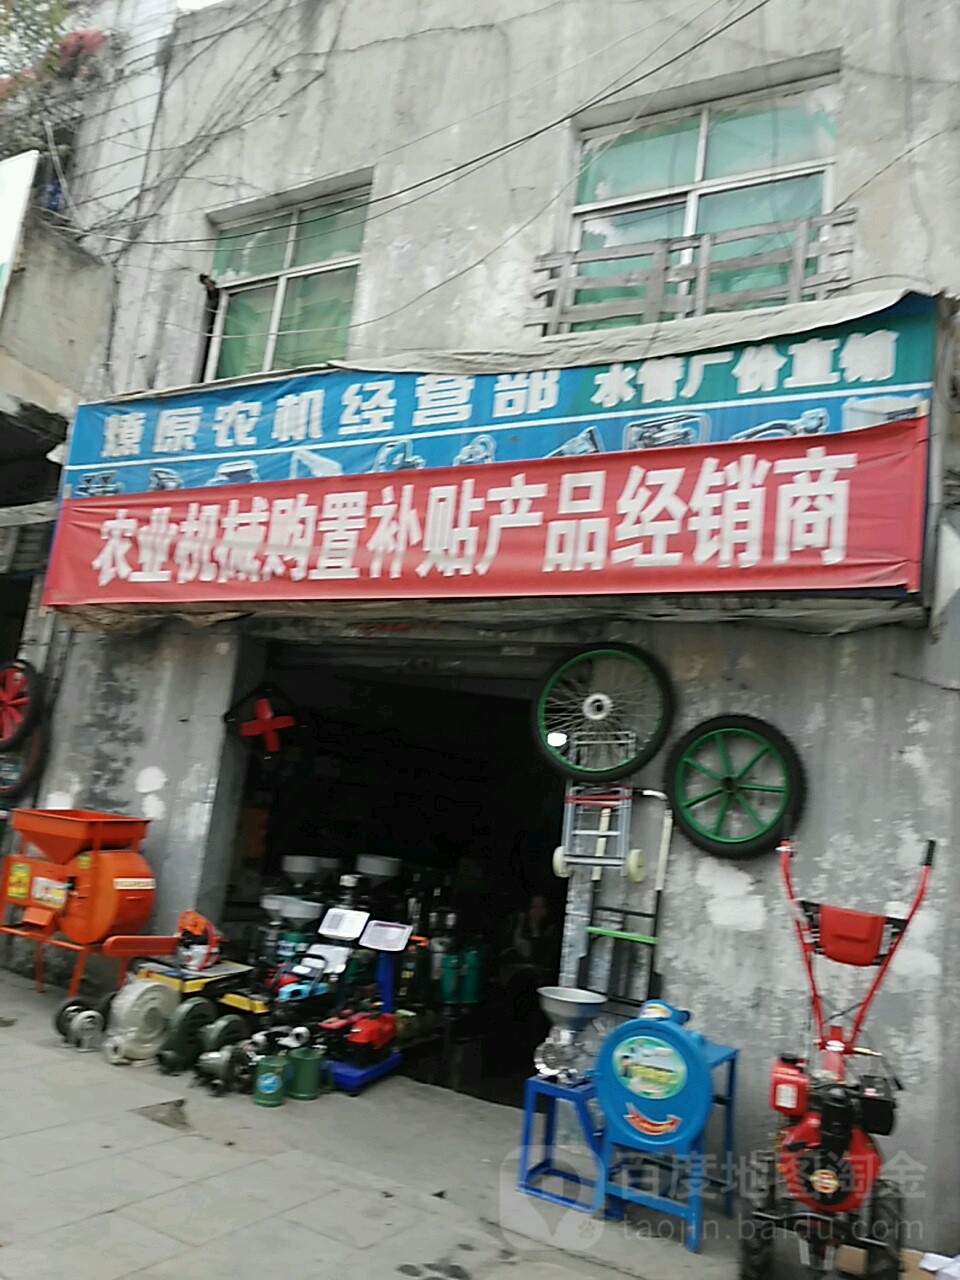 燎原农机经营部 水管厂价直销
农业机械购置补贴产品经销商
百度地图淘金
taojin.baidu.com